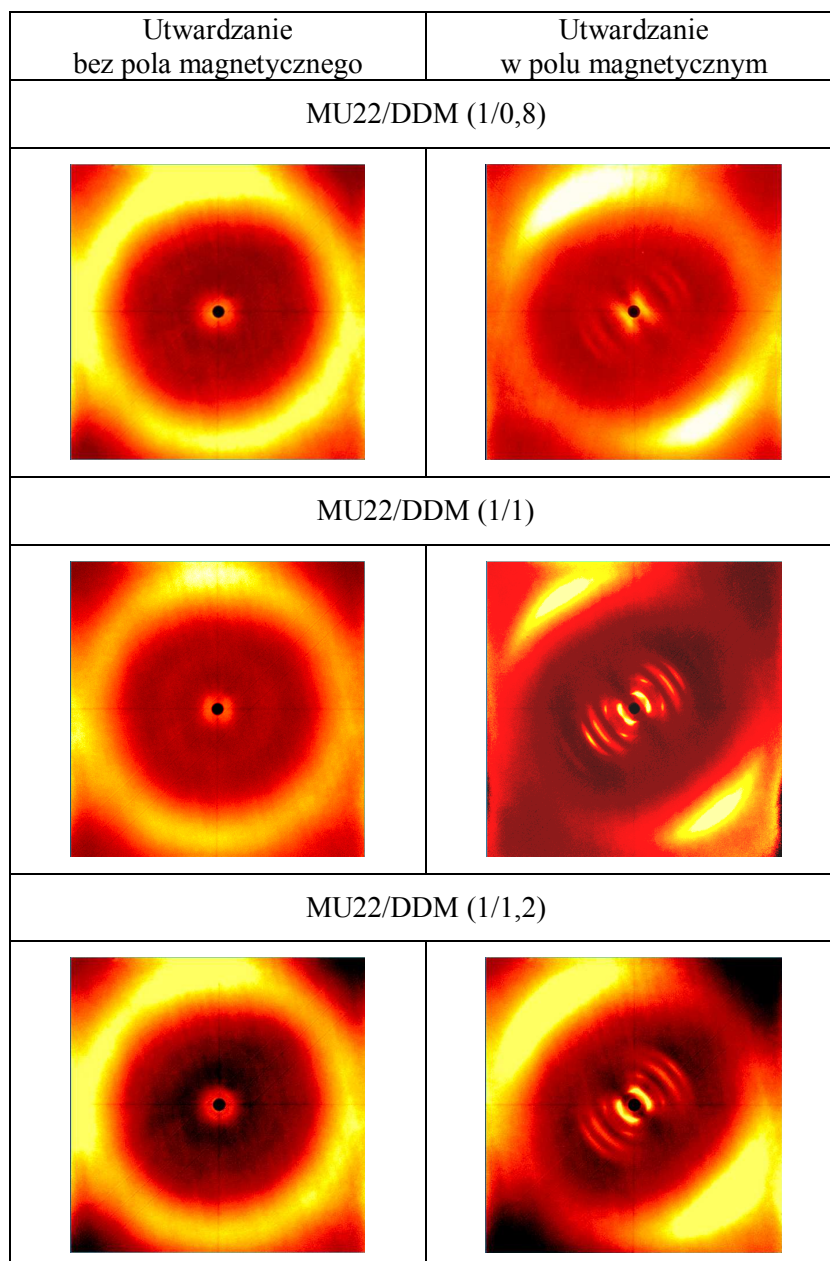 Utwardzanie
bez pola magnetycznego
Utwardzanie
w polu magnetycznym
MU22/DDM (1/0,8)
MU22/DDM (1/1)
MU22/DDM (1/1,2)